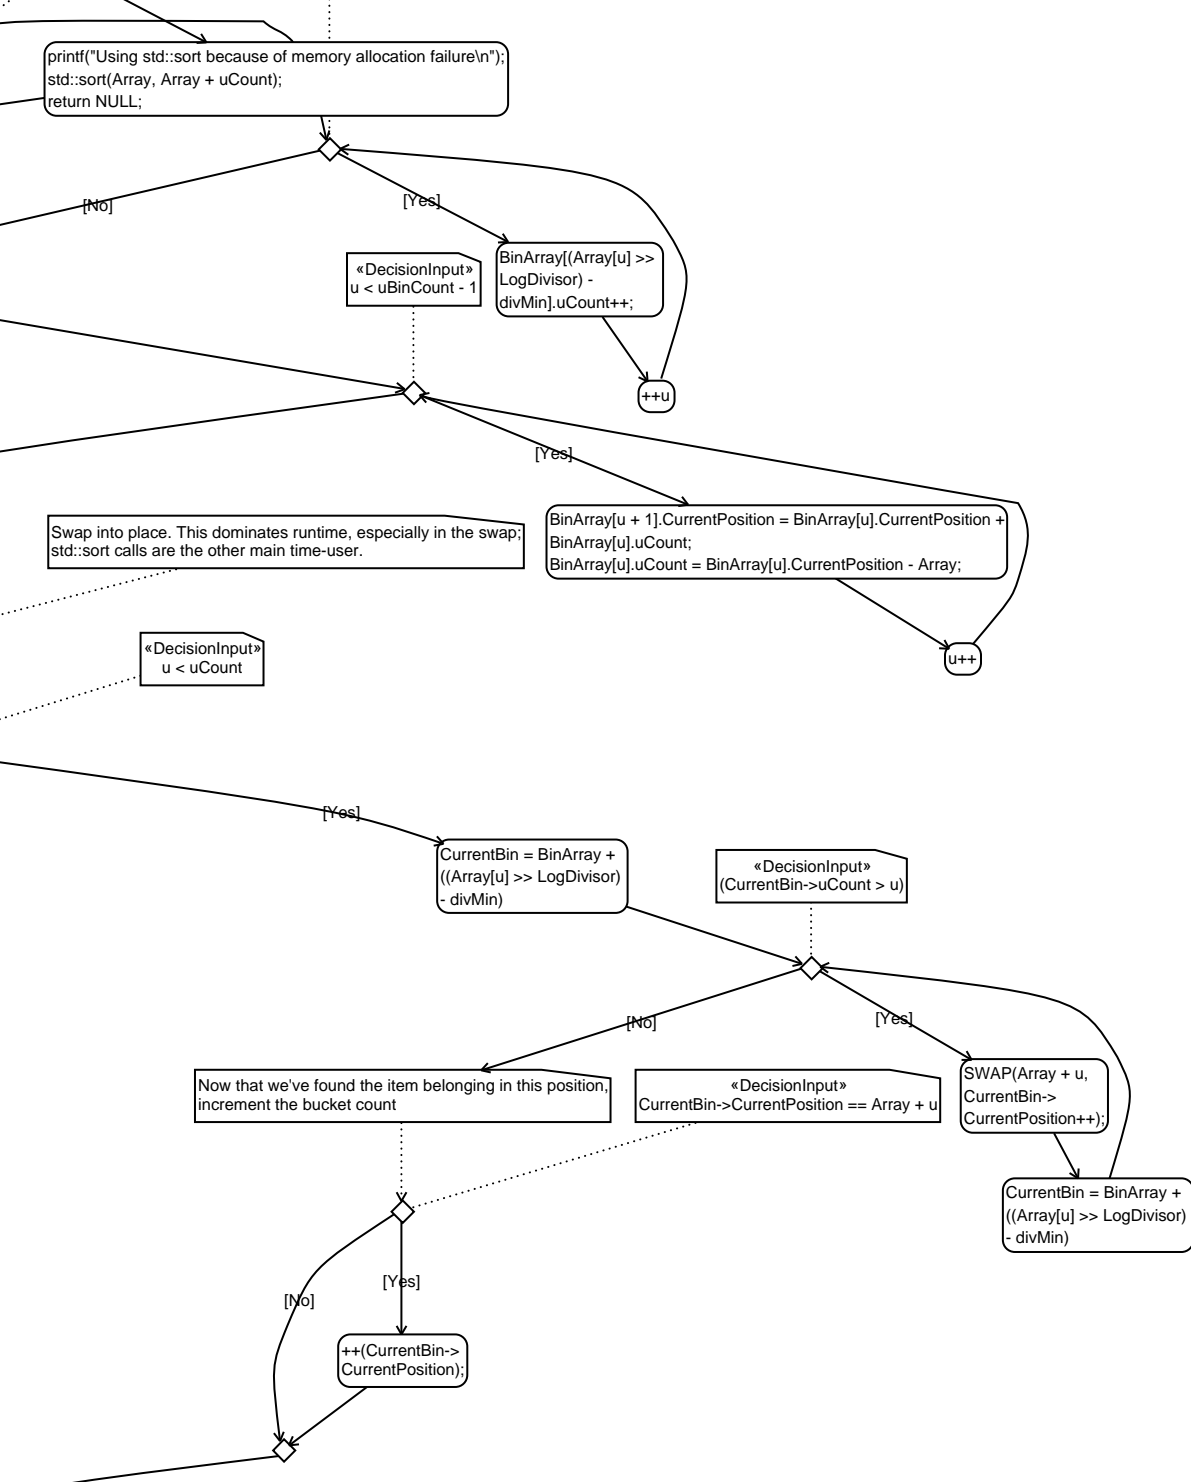 printf("Using std::sort because of memory allocation failure\n");
std::sort(Array, Array + uCount);
return NULL;
[No]
[Yes]
«DecisionInput»
u < uBinCount - 1
BinArray[(Array[u] >>
LogDivisor) -
divMin].uCount++;
++u
[Yes]
Swap into place. This dominates runtime, especially in the swap;
std::sort calls are the other main time-user.
BinArray[u + 1].CurrentPosition = BinArray[u].CurrentPosition +
BinArray[u].uCount;
BinArray[u].uCount = BinArray[u].CurrentPosition - Array;
«DecisionInput»
u < uCount
u++
[Yes]
CurrentBin = BinArray +
((Array[u] >> LogDivisor)
- divMin)
«DecisionInput»
(CurrentBin->uCount > u)
[No]
[Yes]
Now that we've found the item belonging in this position,
increment the bucket count
«DecisionInput»
CurrentBin->CurrentPosition == Array + u
SWAP(Array + u,
CurrentBin->
CurrentPosition++);
CurrentBin = BinArray +
((Array[u] >> LogDivisor)
- divMin)
[No]
[Yes]
++(CurrentBin->
CurrentPosition);